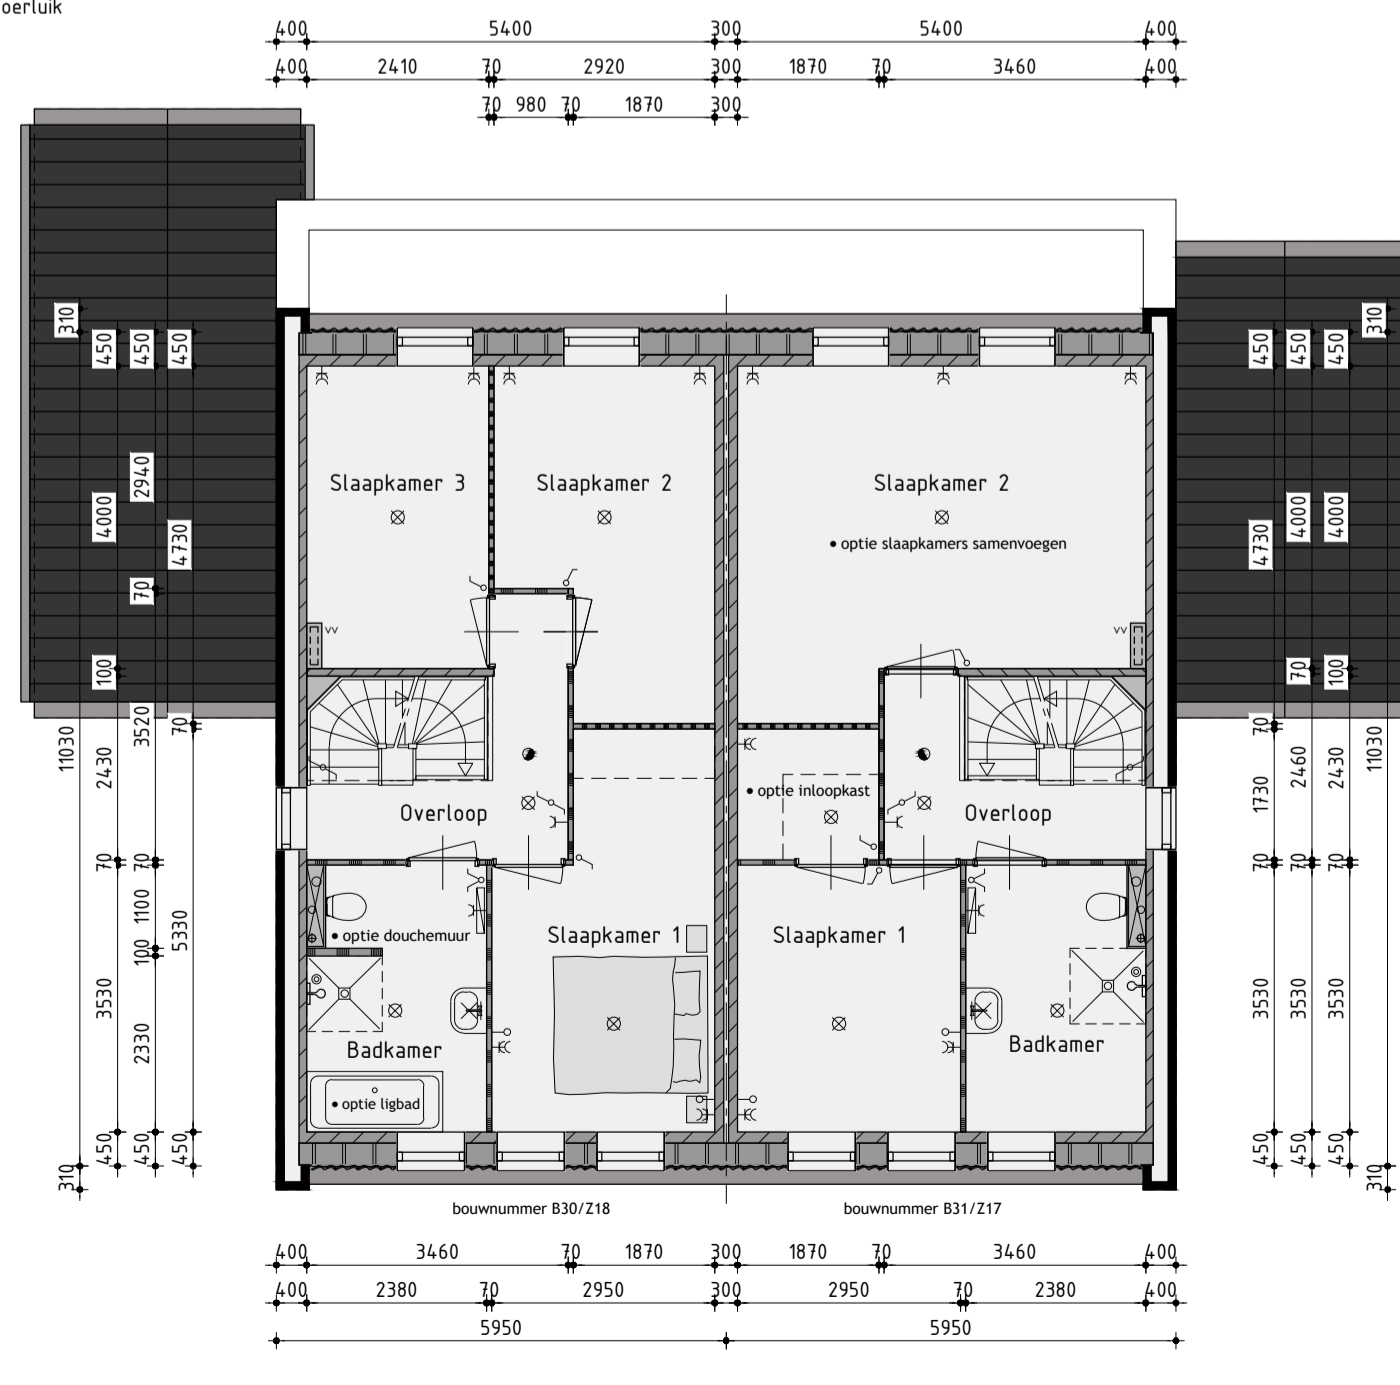 oerluik
400 5400 300 5400 400
400 2410 70 2920 300 1870 70 3460 400
70 980 70 1870 300
310 450 450 450
450 450 450 310
Slaapkamer 3 Slaapkamer 2 Slaapkamer 2
2940
4000
4730
4730 4000 4000
• optie slaapkamers samenvoegen
70
vv vv
100
70 100
3520 70
70
11030 2430
1730 2460 2430 11030
• optie inloopkast
Overloop Overloop
70 70
70 70 70
1100
5330
• optie douchemuur
Slaapkamer 1 Slaapkamer 1
100
3530 2330
3530 3530 3530
Badkamer Badkamer
• optie ligbad
450 450 450
450 450 450
310 310
bouwnummer B30/Z18 bouwnummer B31/Z17
400 3460 70 1870 300 1870 70 3460 400
400 2380 70 2950 300 2950 70 2380 400
5950 5950